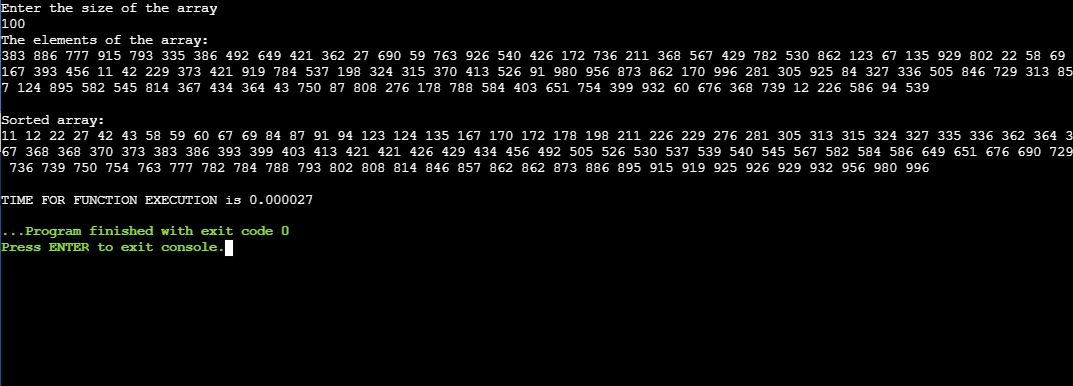 Enter the size of the array
100
The elements of the array:
383 886 777 915 793 335 386 492 649 421 362 27 690 59 763 926 540 426 172 736 211 368 567 429 782 530 862 123 67 135 929 802 22 58 69
167 393 456 11 42 229 373 421 919 784 537 198 324 315 370 413 526 91 980 956 873 862 170 996 281 305 925 84 327 336 505 846 729 313 85
7 124 895 582 545 814 367 434 364 43 750 87 808 276 178 788 584 403 651 754 399 932 60 676 368 739 12 226 586 94 539
Sorted array:
11 12 22 27 42 43 58 59 60 67 69 84 87 91 94 123 124 135 167 170 172 178 198 211 226 229 276 281 305 313 315 324 327 335 336 362 364 3
67 368 368 370 373 383 386 393 399 403 413 421 421 426 429 434 456 492 505 526 530 537 539 540 545 567 582 584 586 649 651 676 690 729
736 739 750 754 763 777 782 784 788 793 802 808 814 846 857 862 862 873 886 895 915 919 925 926 929 932 956 980 996
TIME FOR FUNCTION EXECUTION is 0.000027
...Program finished with exit code 0
Press ENTER to exit console.